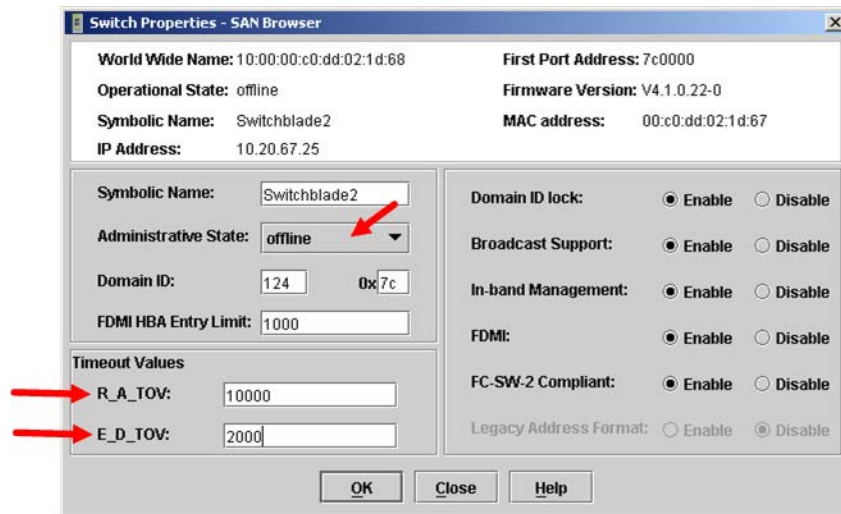 Switch Properties - SAN Browser
World Wide Name: 10:00:00:c0:dd:02:1d:68
First Port Address: 7c0000
Operational State: offline
Firmware Version: V4.1.0.22-0
Symbolic Name: Switchblade2
MAC address: 00:c0:dd:02:1d:67
IP Address: 10.20.67.25
Symbolic Name: Switchblade2
Administrative State: offline
Domain ID: 124 0x 7c
FDMI HBA Entry Limit: 1000
Timeout Values
R_A_TOV: 10000
E_D_TOV: 2000
Domain ID lock: Enable Disable
Broadcast Support: Enable Disable
In-band Management: Enable Disable
FDMI: Enable Disable
FC-SW-2 Compliant: Enable Disable
Legacy Address Format: Enable Disable
OK Close Help